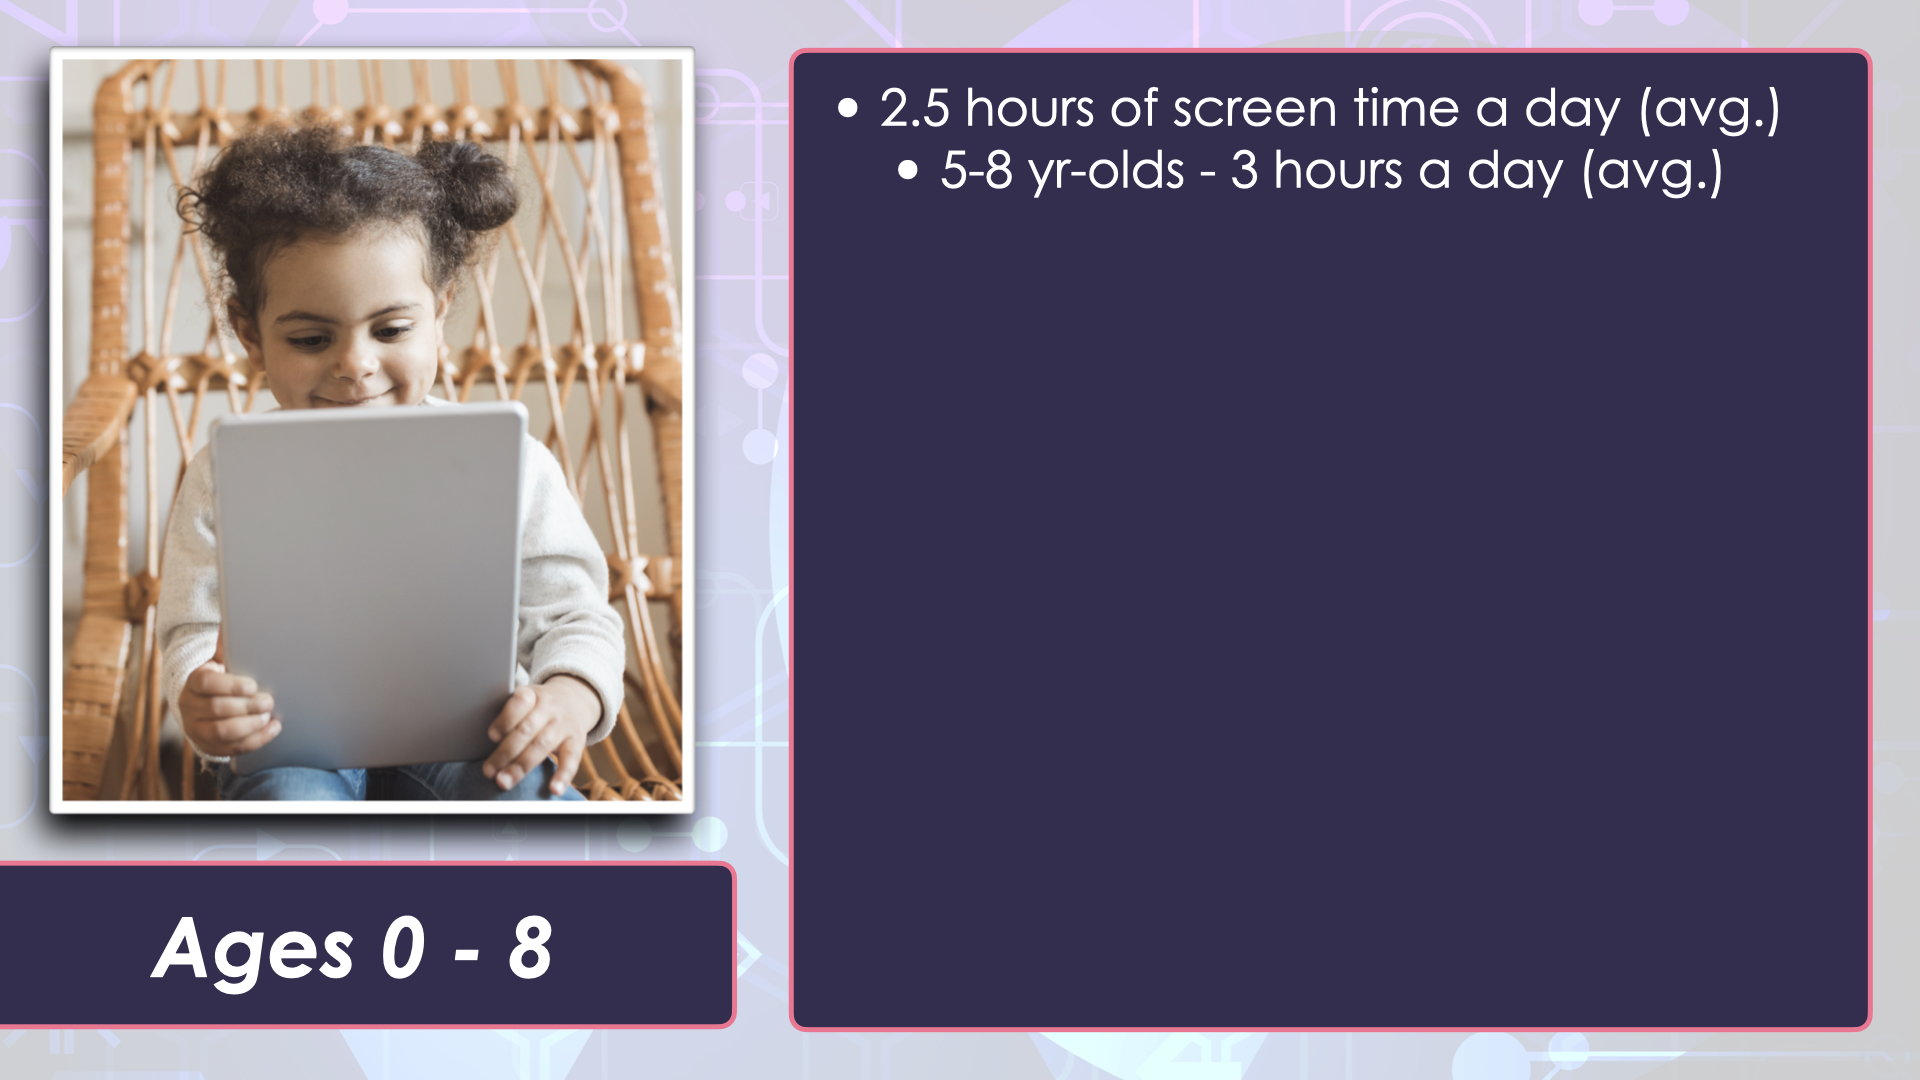 • 2.5 hours of screen time a day (avg.)
• 5-8 yr-olds - 3 hours a day (avg.)
Ages 0 - 8